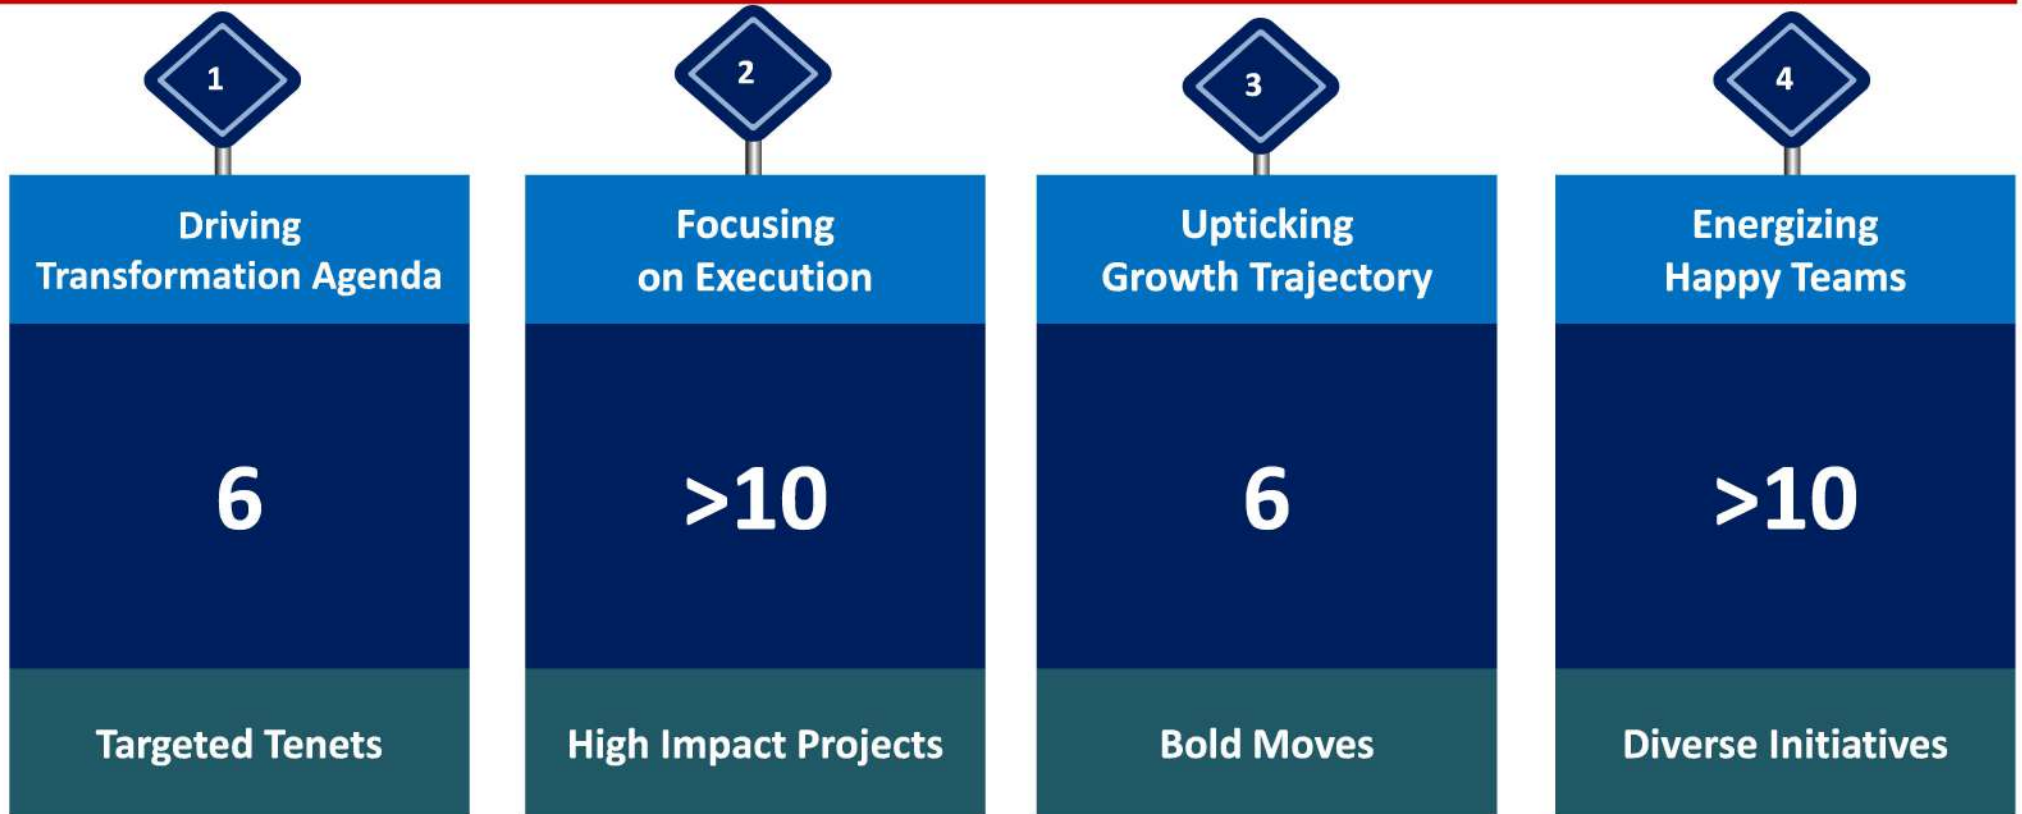 1
Driving
Transformation Agenda
6
Targeted Tenets
2
Focusing
on Execution
>10
High Impact Projects
3
Upticking
Growth Trajectory
6
Bold Moves
4
Energizing
Happy Teams
>10
Diverse Initiatives